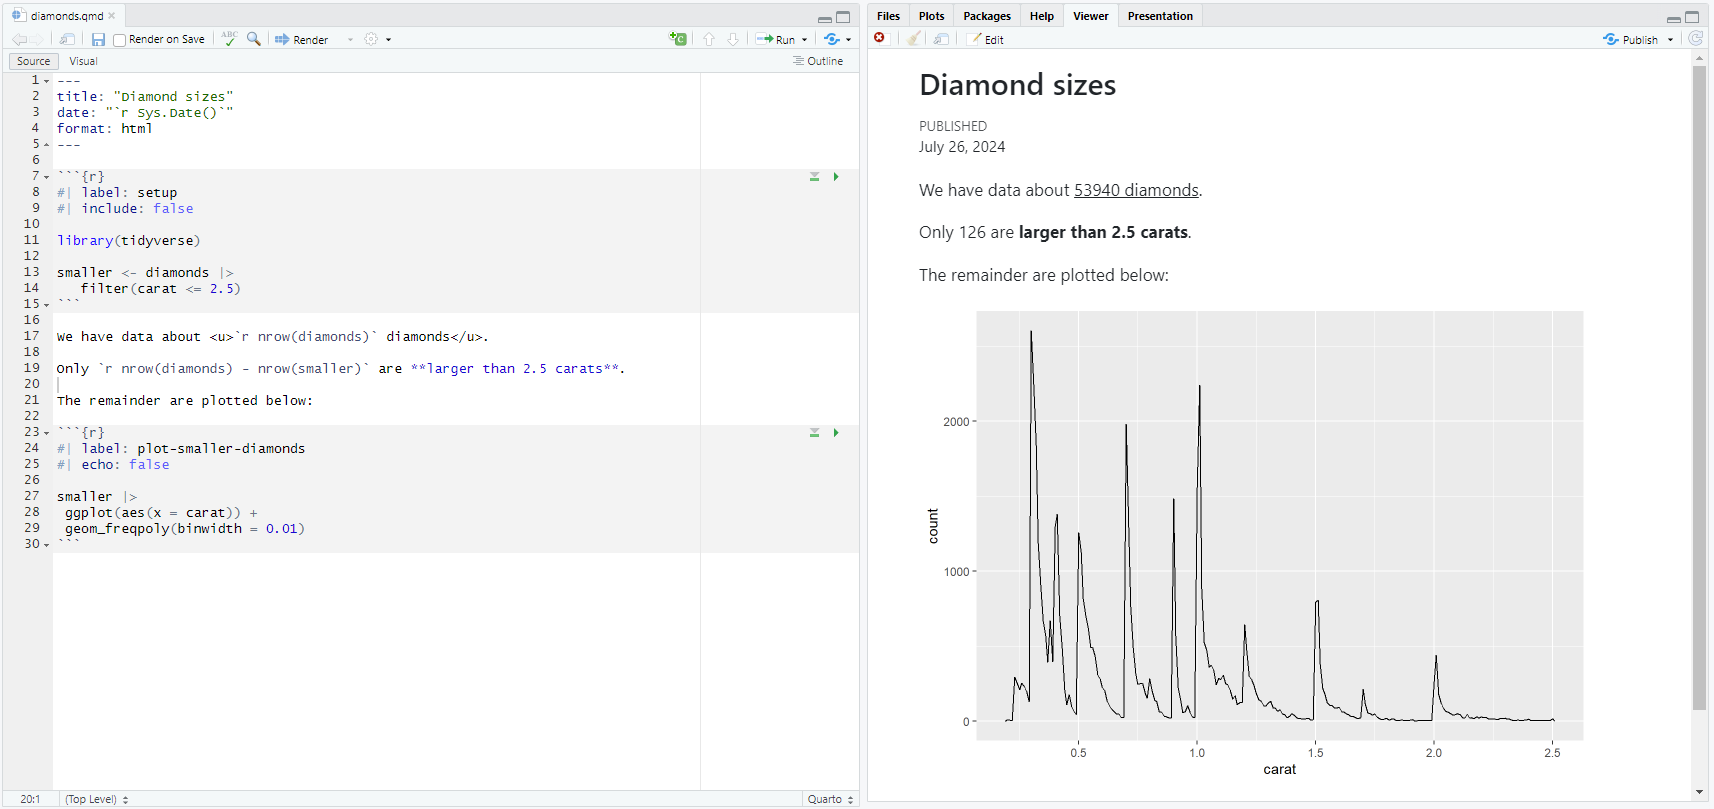 diamonds.qmd
Render on Save
ABC
Render
C
Run
Source
Visual
Outline
1 ---
2 title: "Diamond sizes"
3 date: "`r Sys.Date()`"
4 format: html
5 ---
6
7 ```{r}
8 #| label: setup
9 #| include: false
10
11 library(tidyverse)
12
13 smaller <- diamonds |>
14    filter(carat <= 2.5)
15 ```
16
17 We have data about <u>`r nrow(diamonds)` diamonds</u>.
18
19 Only `r nrow(diamonds) - nrow(smaller)` are **larger than 2.5 carats**.
20
21 The remainder are plotted below:
22
23 ```{r}
24 #| label: plot-smaller-diamonds
25 #| echo: false
26
27 smaller |>
28  ggplot(aes(x = carat)) +
29  geom_freqpoly(binwidth = 0.01)
30 ```
20:1
(Top Level)
Quarto
Files
Plots
Packages
Help
Viewer
Presentation
Edit
Publish
Diamond sizes
PUBLISHED
July 26, 2024
We have data about 53940 diamonds.
Only 126 are larger than 2.5 carats.
The remainder are plotted below:
count
2000
1000
0
0.5
1.0
1.5
2.0
2.5
carat